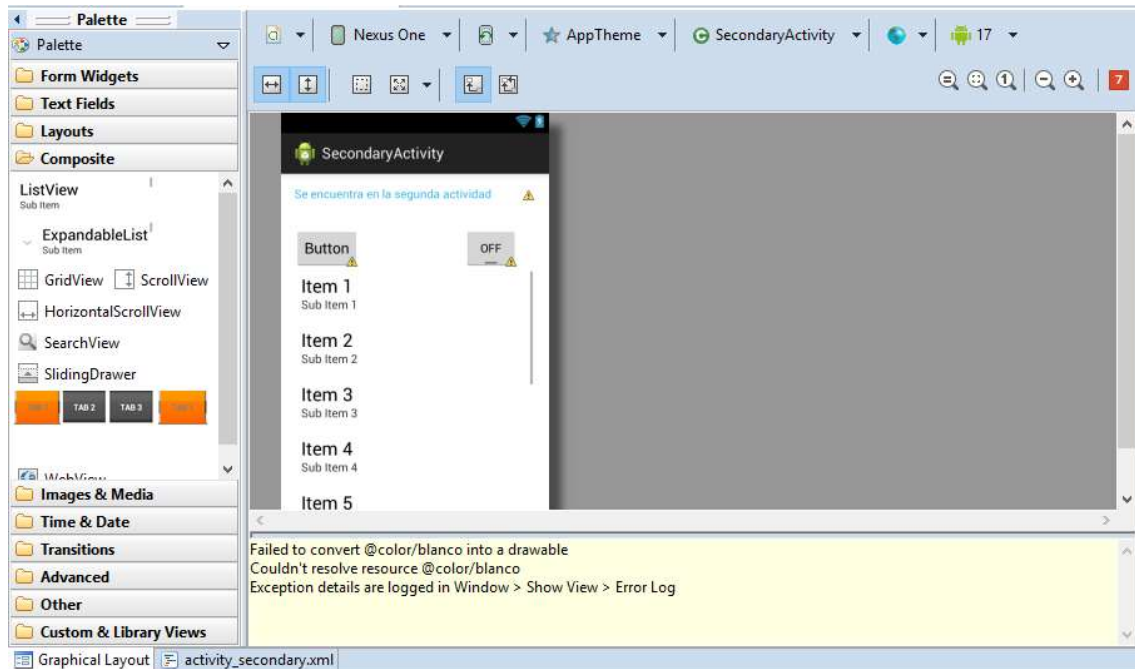 Palette
Palette
Form Widgets
Text Fields
Layouts
Composite
ListView
Sub Item
ExpandableList
Sub Item
GridView ScrollView
HorizontalScrollView
SearchView
SlidingDrawer
TAB 2 TAB 3
WebView
Images & Media
Time & Date
Transitions
Advanced
Other
Custom & Library Views
Nexus One AppTheme SecondaryActivity 17
1 7
SecondaryActivity
Se encuentra en la segunda actividad
Button OFF
Item 1
Sub Item 1
Item 2
Sub Item 2
Item 3
Sub Item 3
Item 4
Sub Item 4
Item 5
Failed to convert @color/blanco into a drawable
Couldn't resolve resource @color/blanco
Exception details are logged in Window > Show View > Error Log
Graphical Layout activity_secondary.xml